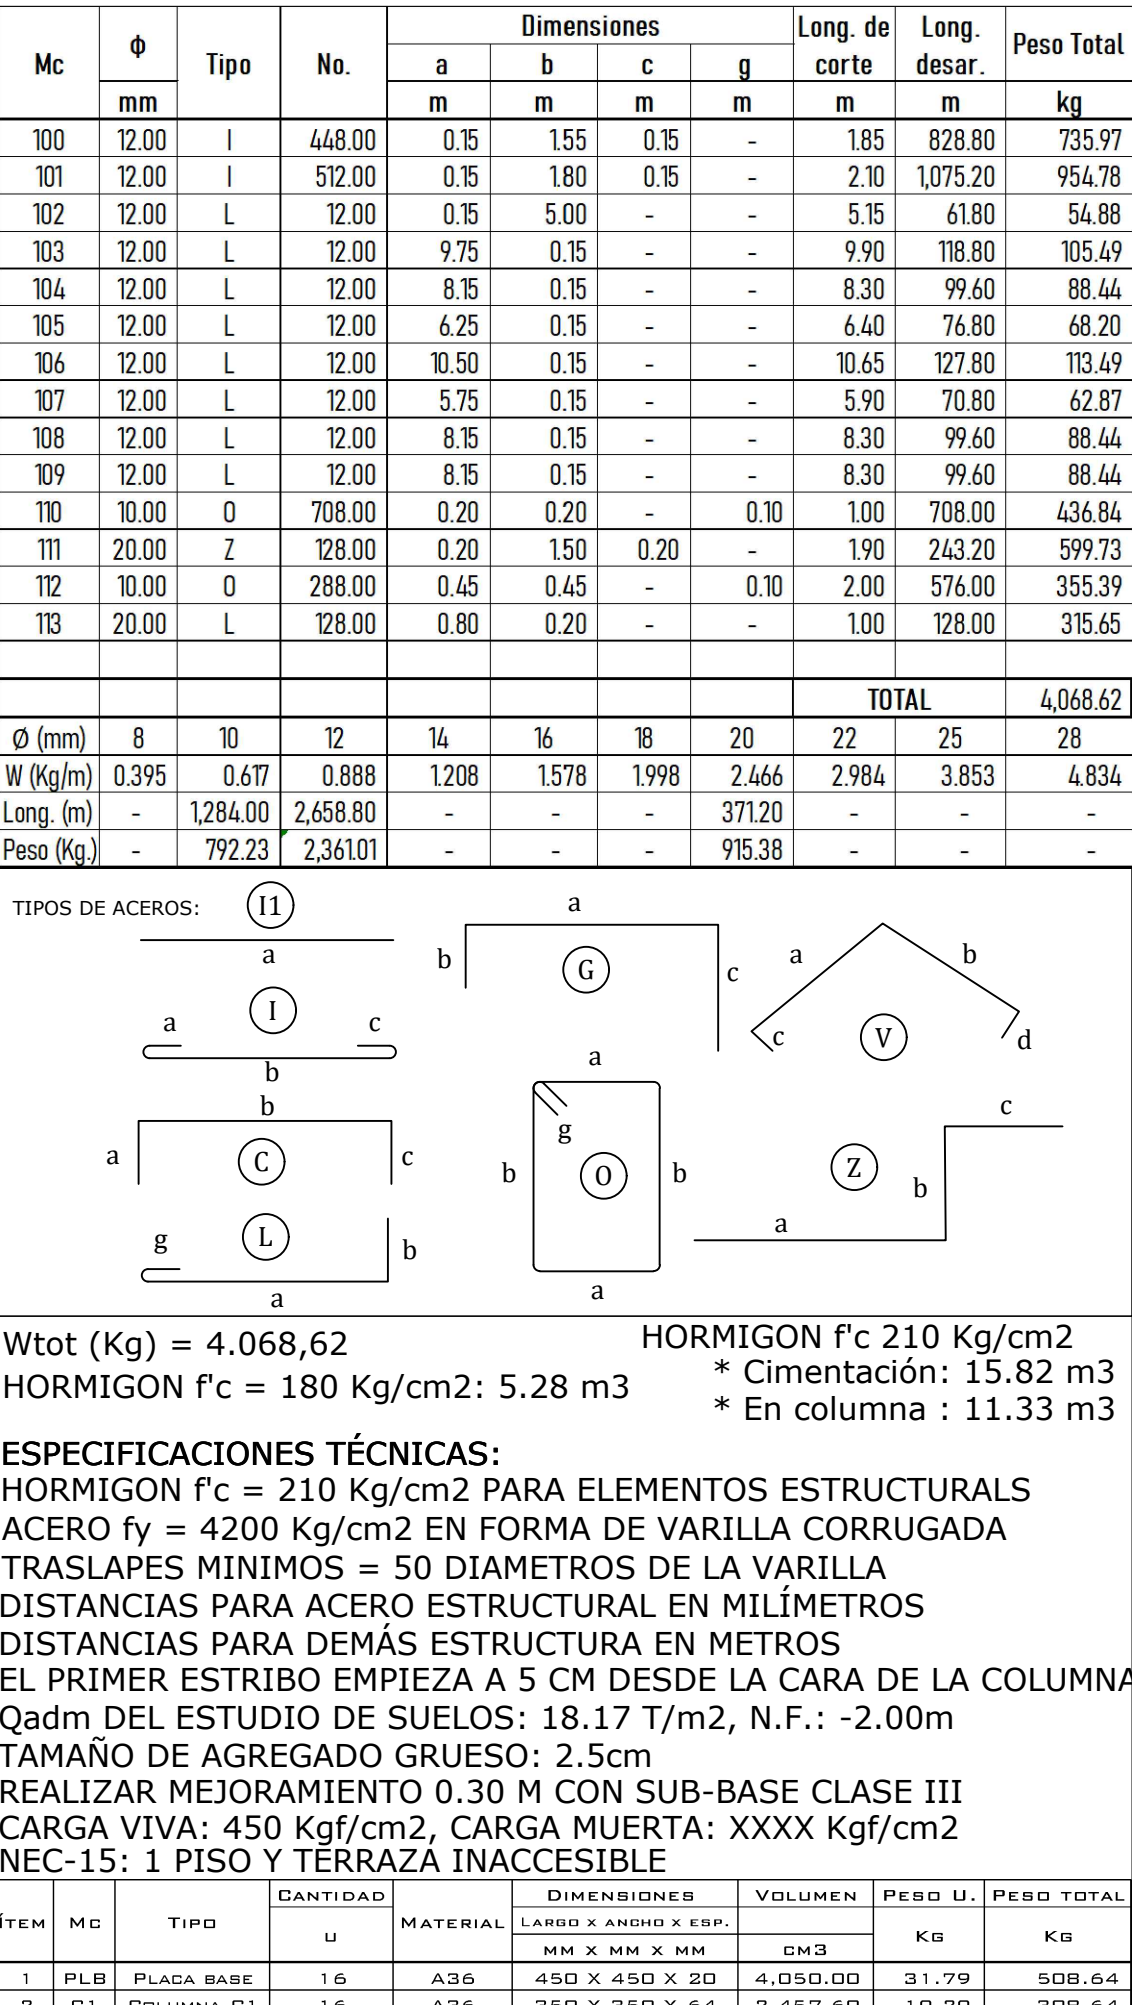 Mc ϕ Tipo No. Dimensiones Long. de corte Long. desar. Peso Total
a b c g
mm m m m m m m kg
100 12.00 I 448.00 0.15 1.55 0.15 - 1.85 828.80 735.97
101 12.00 I 512.00 0.15 1.80 0.15 - 2.10 1,075.20 954.78
102 12.00 L 12.00 0.15 5.00 - - 5.15 61.80 54.88
103 12.00 L 12.00 9.75 0.15 - - 9.90 118.80 105.49
104 12.00 L 12.00 8.15 0.15 - - 8.30 99.60 88.44
105 12.00 L 12.00 6.25 0.15 - - 6.40 76.80 68.20
106 12.00 L 12.00 10.50 0.15 - - 10.65 127.80 113.49
107 12.00 L 12.00 5.75 0.15 - - 5.90 70.80 62.87
108 12.00 L 12.00 8.15 0.15 - - 8.30 99.60 88.44
109 12.00 L 12.00 8.15 0.15 - - 8.30 99.60 88.44
110 10.00 O 708.00 0.20 0.20 - 0.10 1.00 708.00 436.84
111 20.00 Z 128.00 0.20 1.50 0.20 - 1.90 243.20 599.73
112 10.00 O 288.00 0.45 0.45 - 0.10 2.00 576.00 355.39
113 20.00 L 128.00 0.80 0.20 - - 1.00 128.00 315.65
TOTAL 4,068.62
Ø (mm) 8 10 12 14 16 18 20 22 25 28
W (Kg/m) 0.395 0.617 0.888 1.208 1.578 1.998 2.466 2.984 3.853 4.834
Long. (m) - 1,284.00 2,658.80 - - - 371.20 - - -
Peso (Kg.) - 792.23 2,361.01 - - - 915.38 - - -
TIPOS DE ACEROS:
I1
a
a
b
G
c
a
b
c
V
d
a
I
c
b
b
a
C
c
a
g
b
O
b
a
c
Z
b
a
g
L
b
a
Wtot (Kg) = 4.068,62
HORMIGON f'c = 180 Kg/cm2: 5.28 m3
HORMIGON f'c 210 Kg/cm2
* Cimentación: 15.82 m3
* En columna : 11.33 m3
ESPECIFICACIONES TÉCNICAS:
HORMIGON f'c = 210 Kg/cm2 PARA ELEMENTOS ESTRUCTURALS
ACERO fy = 4200 Kg/cm2 EN FORMA DE VARILLA CORRUGADA
TRASLAPES MINIMOS = 50 DIAMETROS DE LA VARILLA
DISTANCIAS PARA ACERO ESTRUCTURAL EN MILÍMETROS
DISTANCIAS PARA DEMÁS ESTRUCTURA EN METROS
EL PRIMER ESTRIBO EMPIEZA A 5 CM DESDE LA CARA DE LA COLUMNA
Qadm DEL ESTUDIO DE SUELOS: 18.17 T/m2, N.F.: -2.00m
TAMAÑO DE AGREGADO GRUESO: 2.5cm
REALIZAR MEJORAMIENTO 0.30 M CON SUB-BASE CLASE III
CARGA VIVA: 450 Kgf/cm2, CARGA MUERTA: XXXX Kgf/cm2
NEC-15: 1 PISO Y TERRAZA INACCESIBLE
ÍTEM MC TIPO CANTIDAD MATERIAL DIMENSIONES VOLUMEN PESO U. PESO TOTAL
U LARGO X ANCHO X ESP. KG KG
MM X MM X MM CM3
1 PLB PLACA BASE 16 A36 450 X 450 X 20 4,050.00 31.79 508.64